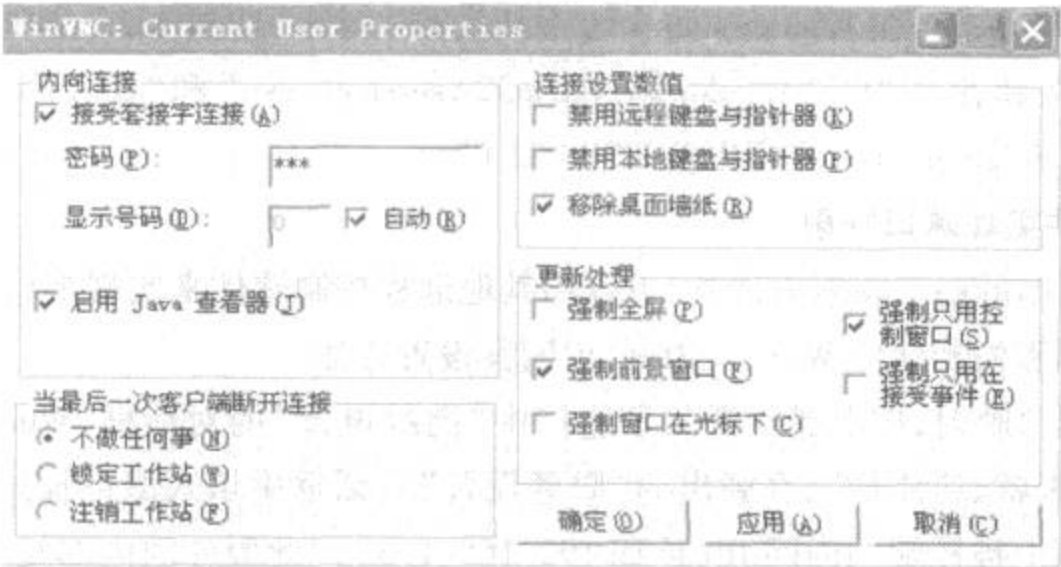 WinVNC: Current User Properties
内向连接
接受套接字连接(A)
密码(P):
***
显示号码(D):
0
自动(R)
启用 Java 查看器(J)
当最后一次客户端断开连接
不做任何事(N)
锁定工作站(W)
注销工作站(F)
连接设置数值
禁用远程键盘与指针器(K)
禁用本地键盘与指针器(P)
移除桌面墙纸(R)
更新处理
强制全屏(P)
强制前景窗口(F)
强制窗口在光标下(C)
强制只用控
制窗口(S)
强制只用在
接受事件(E)
确定(O)
应用(A)
取消(C)